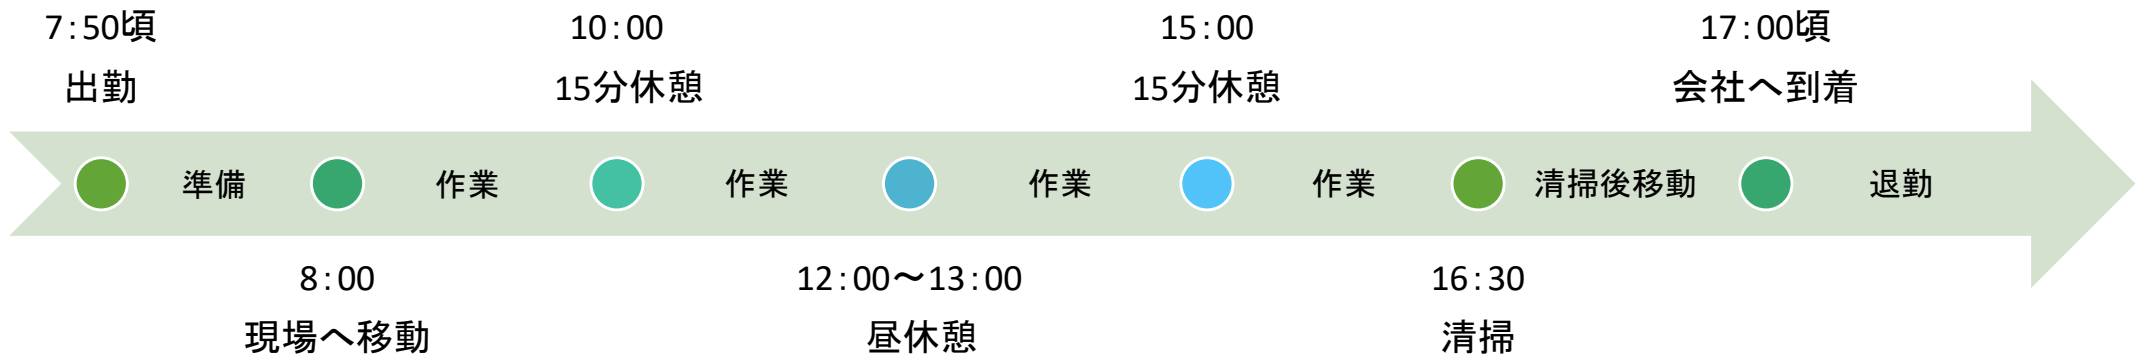 7:50頃
出勤
10:00
15分休憩
15:00
15分休憩
17:00頃
会社へ到着
準備
作業
作業
作業
作業
清掃後移動
退勤
8:00
現場へ移動
12:00～13:00
昼休憩
16:30
清掃